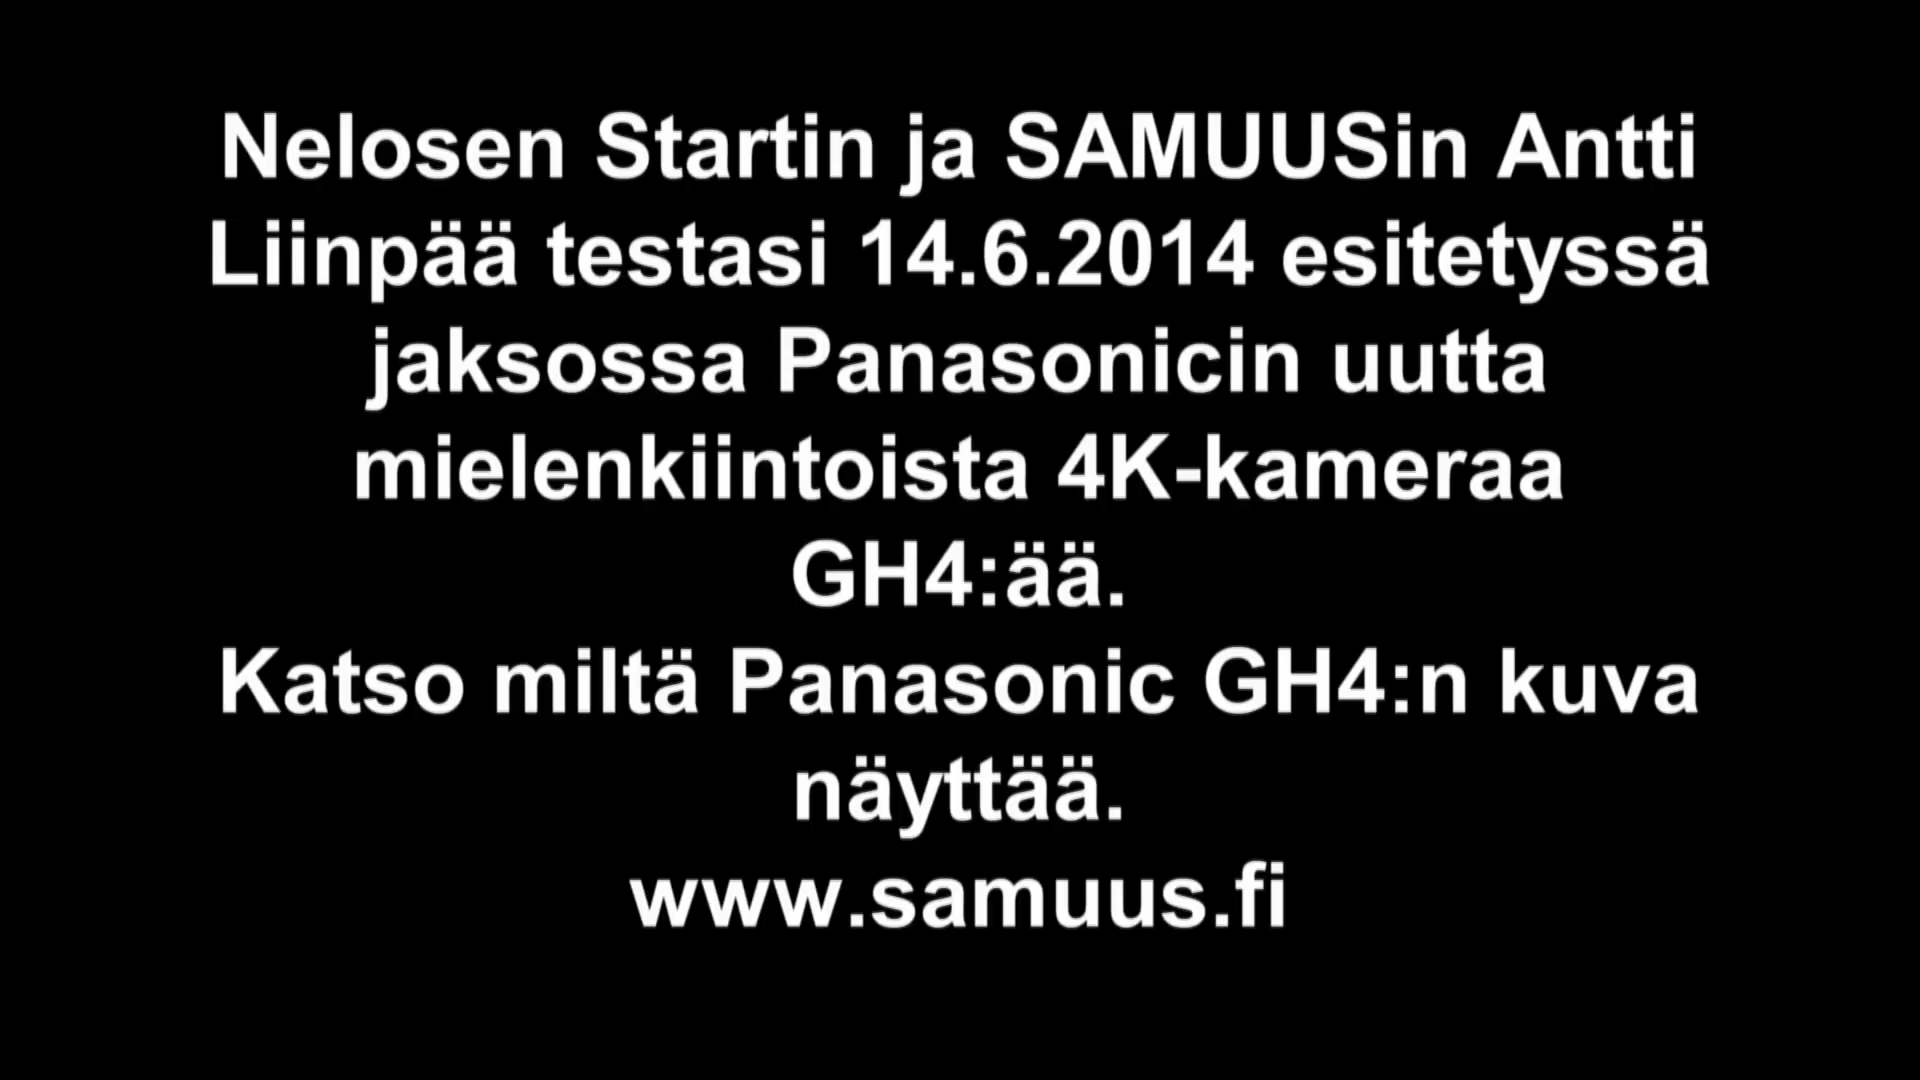 Nelosen Startin ja SAMUUSin Antti
Liinpää testasi 14.6.2014 esitetyssä
jaksossa Panasonicin uutta
mielenkiintoista 4K-kameraa
GH4:ää.
Katso miltä Panasonic GH4:n kuva
näyttää.
www.samuus.fi